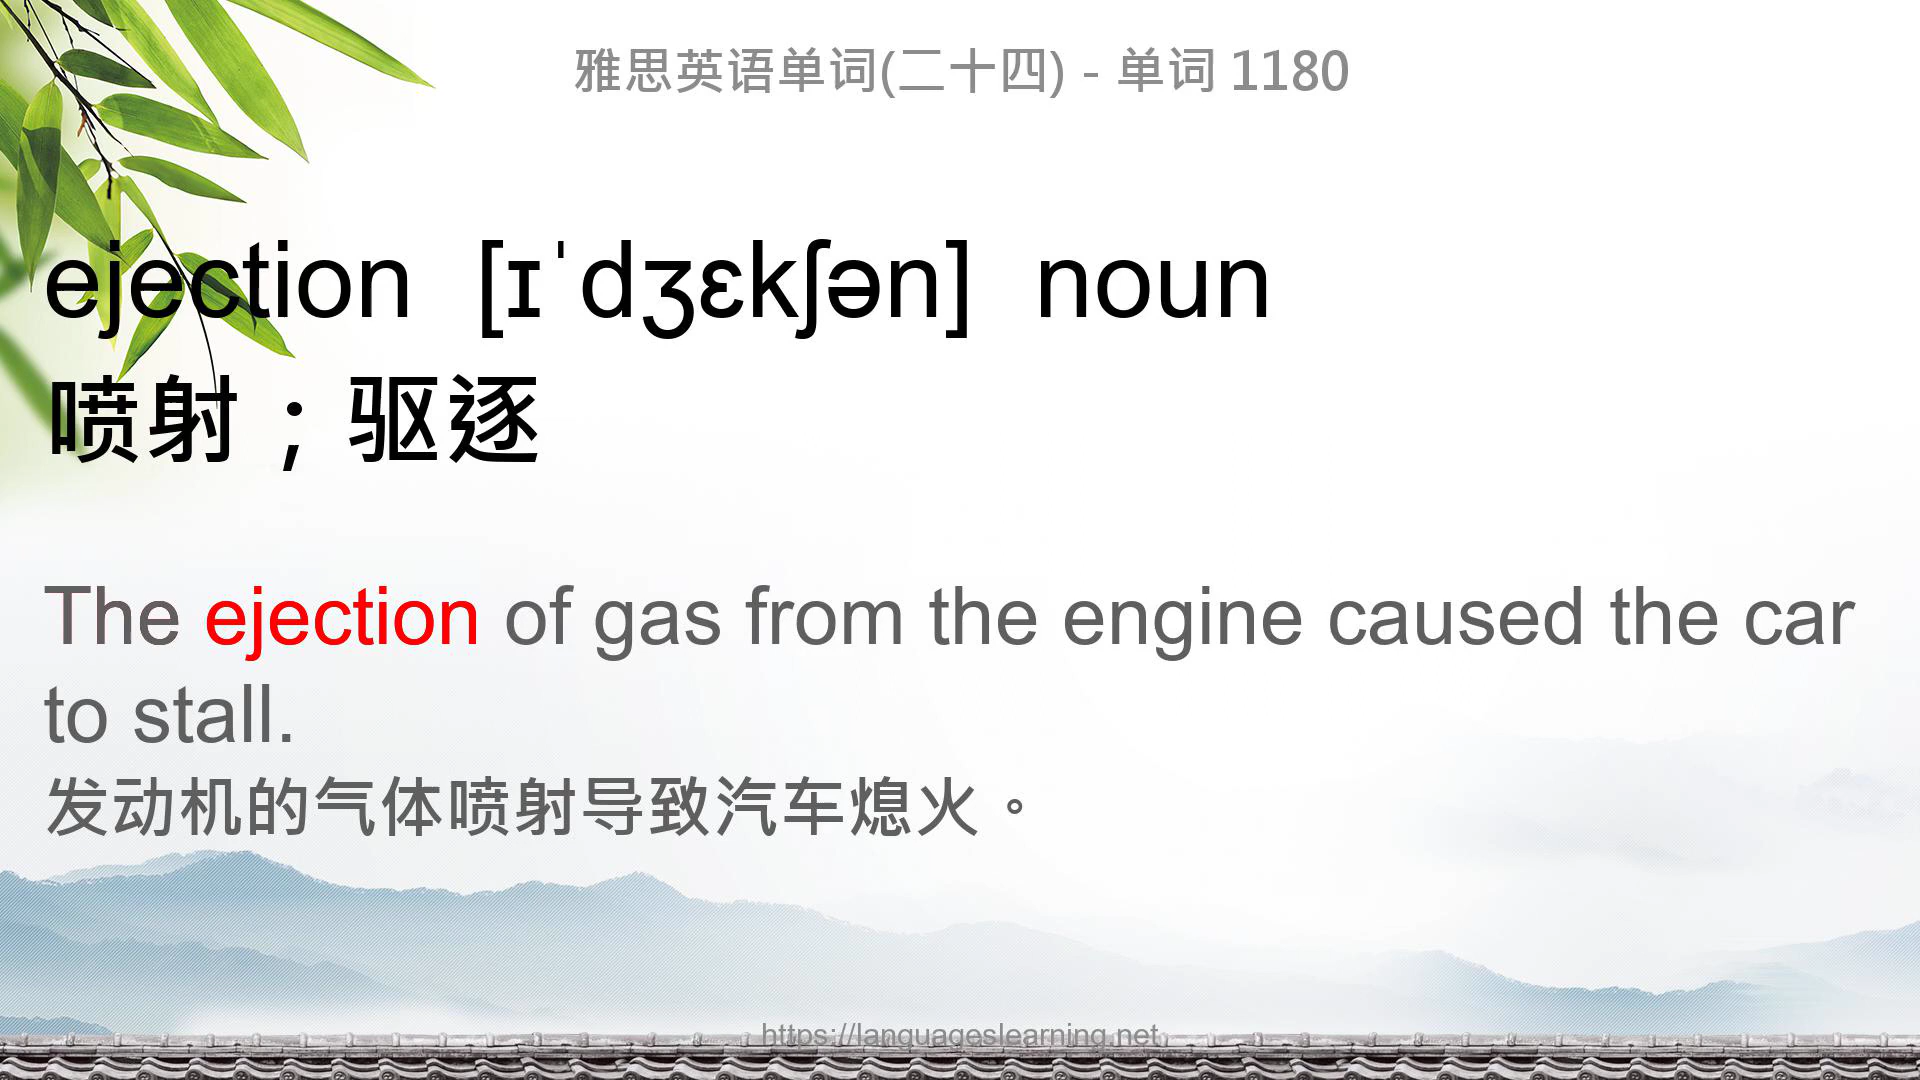 雅思英语单词(二十四) - 单词 1180
ejection [ɪˈdʒɛkʃən] noun
喷射；驱逐
The ejection of gas from the engine caused the car
to stall.
发动机的气体喷射导致汽车熄火。
https://languageslearning.net